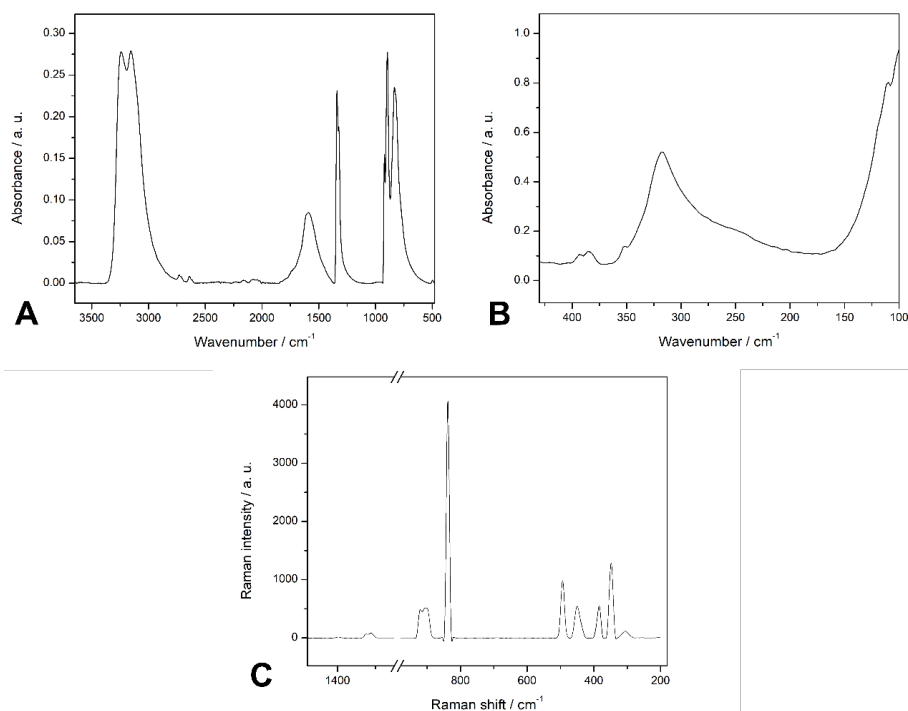 0.30
0.25
0.20
0.15
0.10
0.05
0.00
Absorbance / a. u.
3500 3000 2500 2000 1500 1000 500
Wavenumber / cm⁻¹
A
1.0
0.8
0.6
0.4
0.2
0.0
Absorbance / a. u.
400 350 300 250 200 150 100
Wavenumber / cm⁻¹
B
4000
3000
2000
1000
0
Raman intensity / a. u.
1400 800 600 400 200
Raman shift / cm⁻¹
C